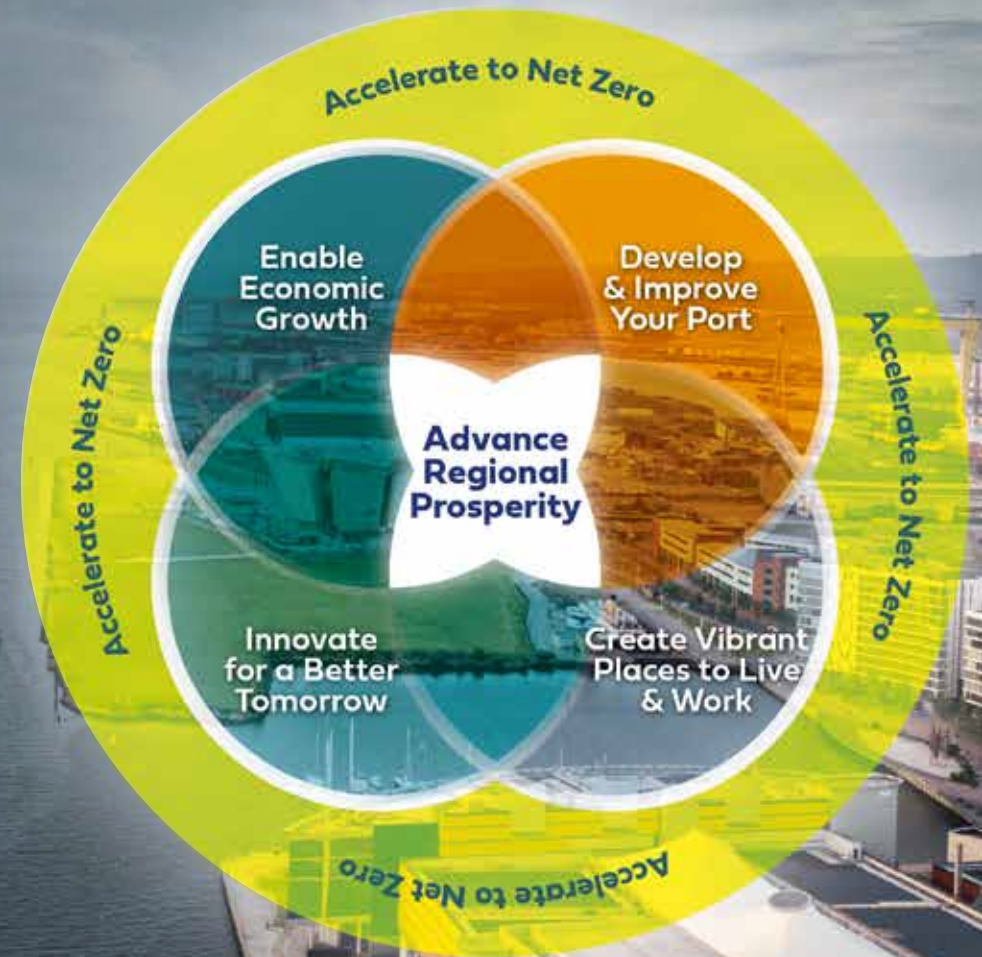 Accelerate to Net Zero
Enable
Economic
Growth
Develop
& Improve
Your Port
Accelerate to Net Zero
Accelerate to Net Zero
Advance
Regional
Prosperity
Innovate
for a Better
Tomorrow
Create Vibrant
Places to Live
& Work
Accelerate to Net Zero